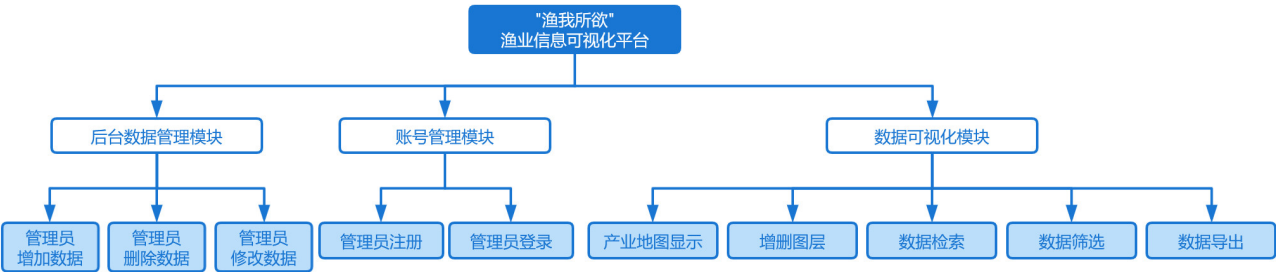 "渔我所欲"
渔业信息可视化平台
后台数据管理模块
账号管理模块
数据可视化模块
管理员
增加数据
管理员
删除数据
管理员
修改数据
管理员注册
管理员登录
产业地图显示
增删图层
数据检索
数据筛选
数据导出